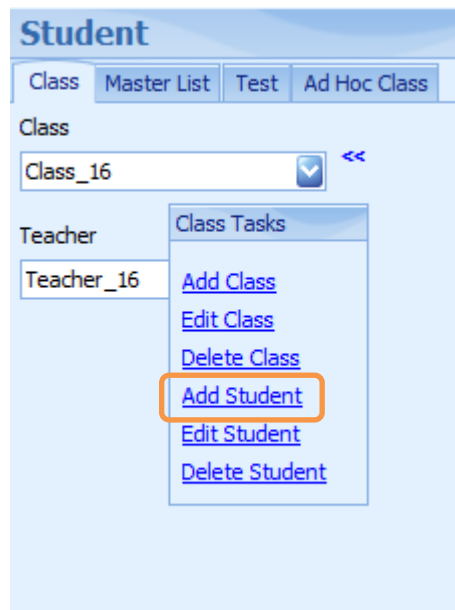 Student
Class Master List Test Ad Hoc Class
Class
Class_16 <<
Teacher
Teacher_16
Class Tasks
Add Class
Edit Class
Delete Class
Add Student
Edit Student
Delete Student